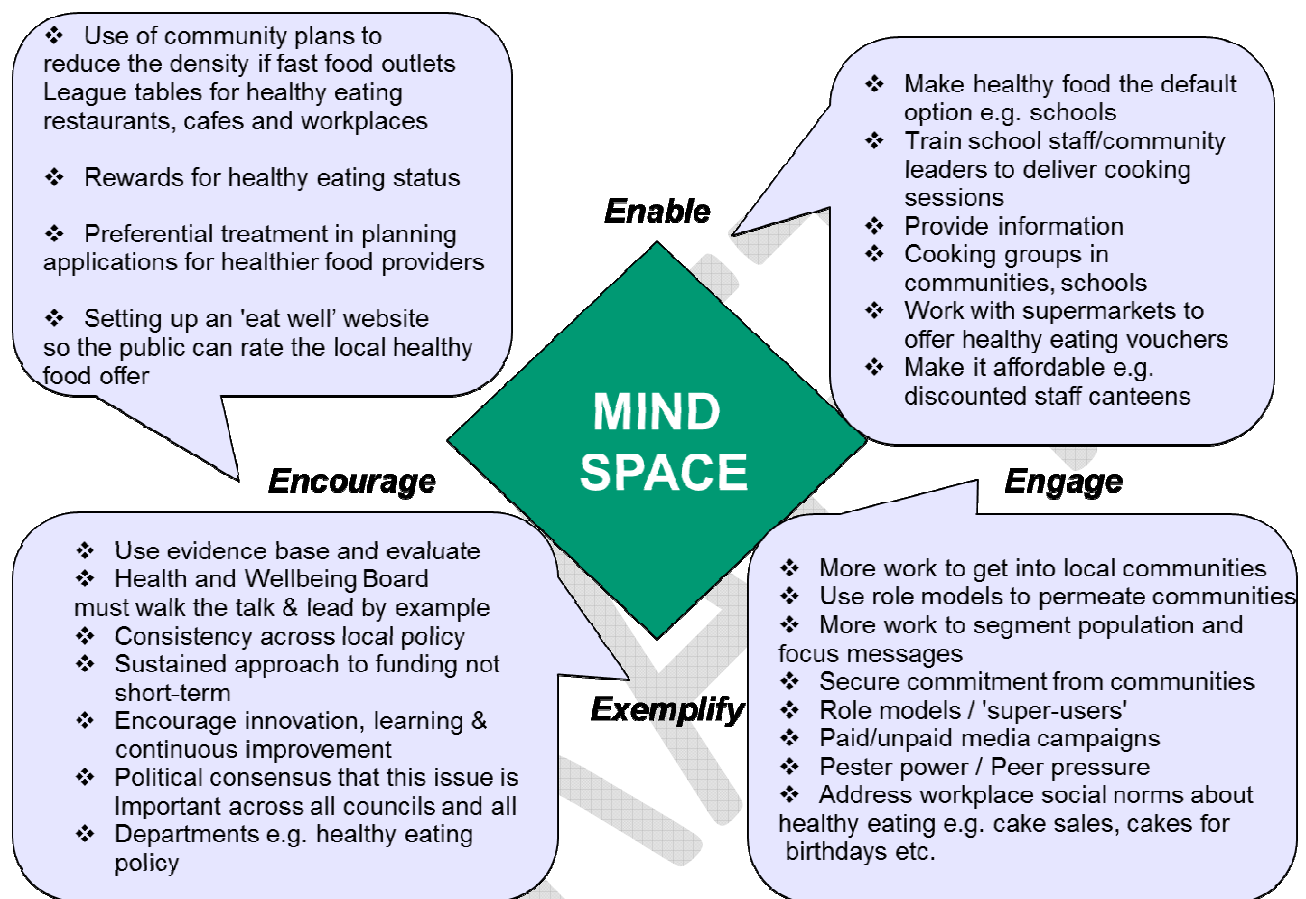 ❖ Use of community plans to
reduce the density if fast food outlets
League tables for healthy eating
restaurants, cafes and workplaces
❖ Rewards for healthy eating status
❖ Preferential treatment in planning
applications for healthier food providers
❖ Setting up an 'eat well’ website
so the public can rate the local healthy
food offer
Encourage
Enable
❖ Make healthy food the default
option e.g. schools
❖ Train school staff/community
leaders to deliver cooking
sessions
❖ Provide information
❖ Cooking groups in
communities, schools
❖ Work with supermarkets to
offer healthy eating vouchers
❖ Make it affordable e.g.
discounted staff canteens
MIND
SPACE
Engage
❖ Use evidence base and evaluate
❖ Health and Wellbeing Board
must walk the talk & lead by example
❖ Consistency across local policy
❖ Sustained approach to funding not
short-term
❖ Encourage innovation, learning &
continuous improvement
❖ Political consensus that this issue is
Important across all councils and all
❖ Departments e.g. healthy eating
policy
Exemplify
❖ More work to get into local communities
❖ Use role models to permeate communities
❖ More work to segment population and
focus messages
❖ Secure commitment from communities
❖ Role models / 'super-users'
❖ Paid/unpaid media campaigns
❖ Pester power / Peer pressure
❖ Address workplace social norms about
healthy eating e.g. cake sales, cakes for
birthdays etc.